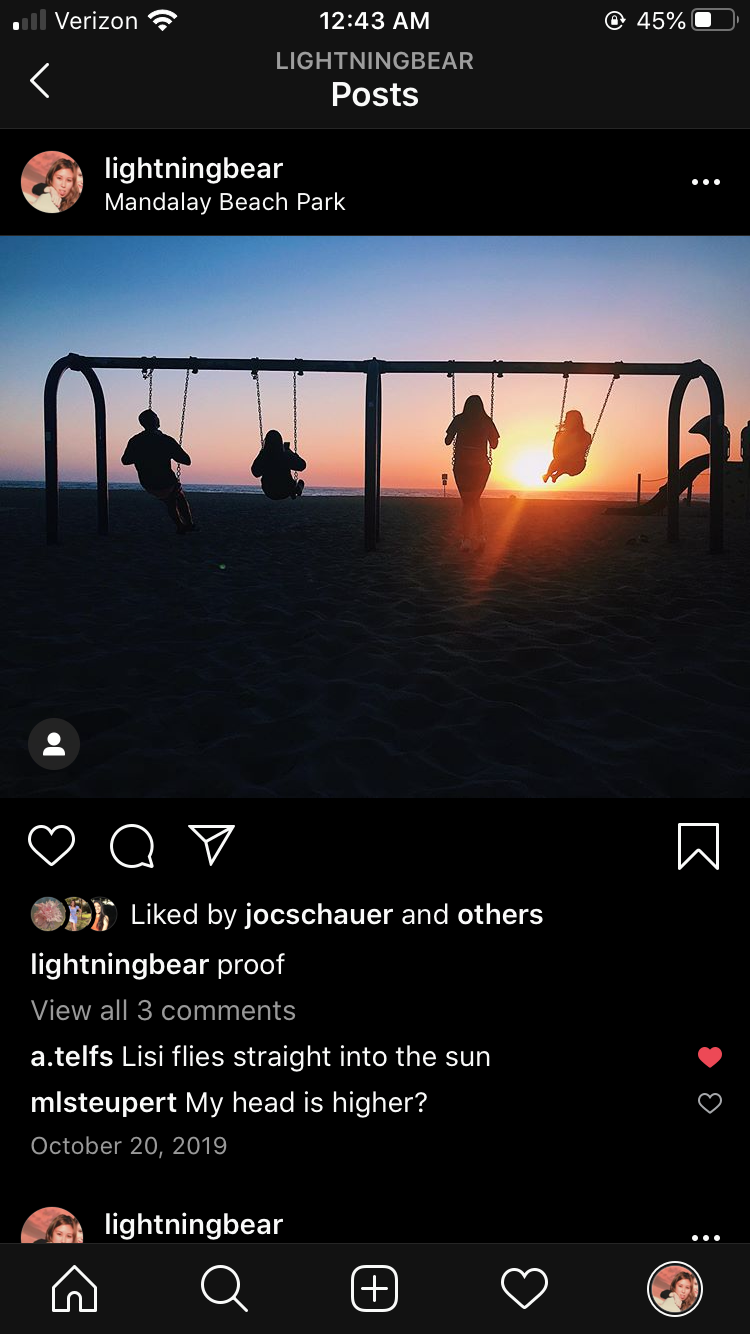 Verizon 12:43 AM 45%
LIGHTNINGBEAR
Posts
lightningbear
Mandalay Beach Park
Liked by jocschauer and others
lightningbear proof
View all 3 comments
a.telfs Lisi flies straight into the sun
mlsteupert My head is higher?
October 20, 2019
lightningbear